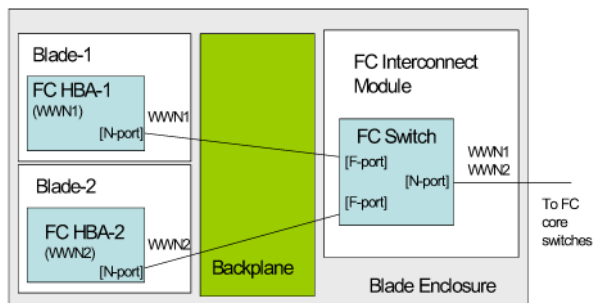 Blade-1
FC HBA-1
(WWN1)
[N-port]
WWN1
Blade-2
FC HBA-2
(WWN2)
[N-port]
WWN2
Backplane
FC Interconnect
Module
FC Switch
[F-port]
[N-port]
[F-port]
WWN1
WWN2
To FC
core
switches
Blade Enclosure